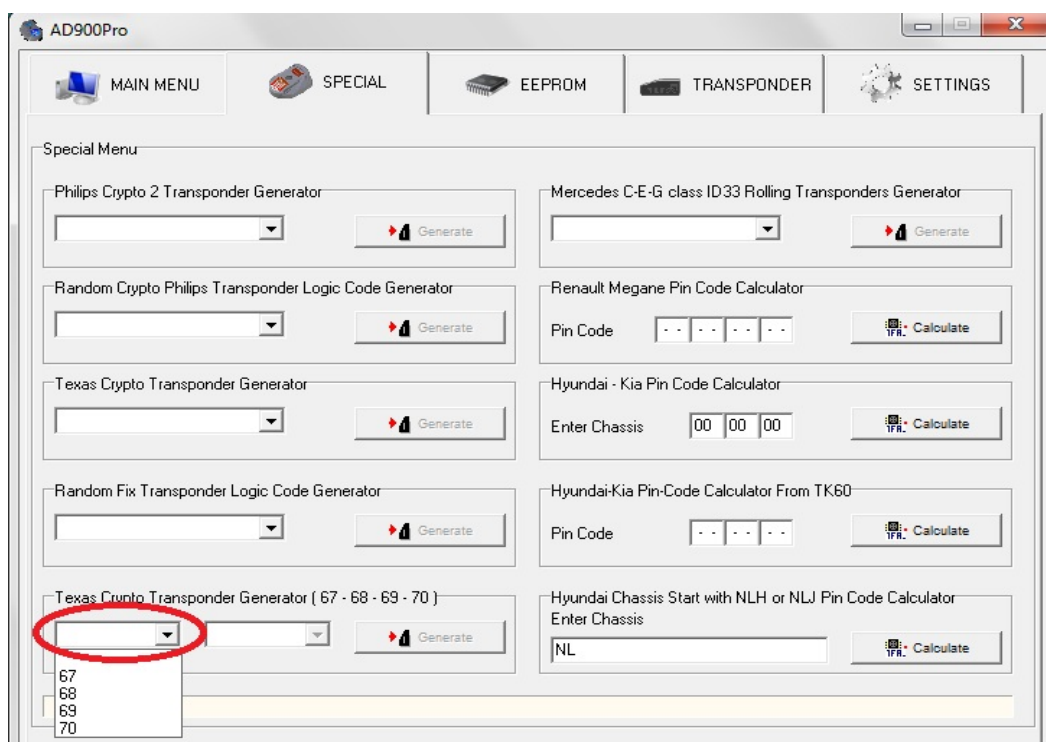 AD900Pro
MAIN MENU
SPECIAL
EEPROM
TRANSPONDER
SETTINGS
Special Menu
Philips Crypto 2 Transponder Generator
Generate
Random Crypto Philips Transponder Logic Code Generator
Generate
Texas Crypto Transponder Generator
Generate
Random Fix Transponder Logic Code Generator
Generate
Texas Crypto Transponder Generator ( 67 - 68 - 69 - 70 )
Generate
67
68
69
70
Mercedes C-E-G class ID33 Rolling Transponders Generator
Generate
Renault Megane Pin Code Calculator
Pin Code - - - - - - - - Calculate
Hyundai - Kia Pin Code Calculator
Enter Chassis 00 00 00 Calculate
Hyundai-Kia Pin-Code Calculator From TK60
Pin Code - - - - - - Calculate
Hyundai Chassis Start with NLH or NLJ Pin Code Calculator
Enter Chassis
NL Calculate